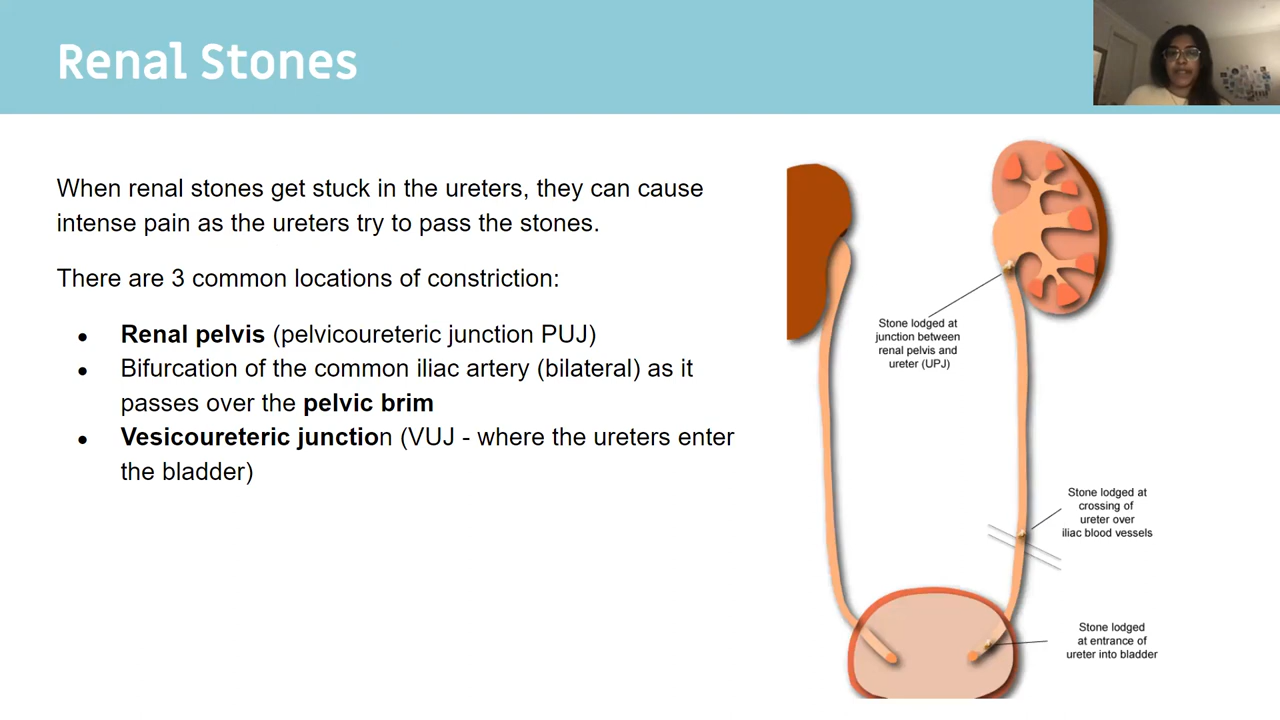 Renal Stones
When renal stones get stuck in the ureters, they can cause
intense pain as the ureters try to pass the stones.
There are 3 common locations of constriction:
● Renal pelvis (pelvicoureteric junction PUJ)
● Bifurcation of the common iliac artery (bilateral) as it
passes over the pelvic brim
● Vesicoureteric junction (VUJ - where the ureters enter
the bladder)
Stone lodged at
junction between
renal pelvis and
ureter (UPJ)
Stone lodged at
crossing of
ureter over
iliac blood vessels
Stone lodged
at entrance of
ureter into bladder